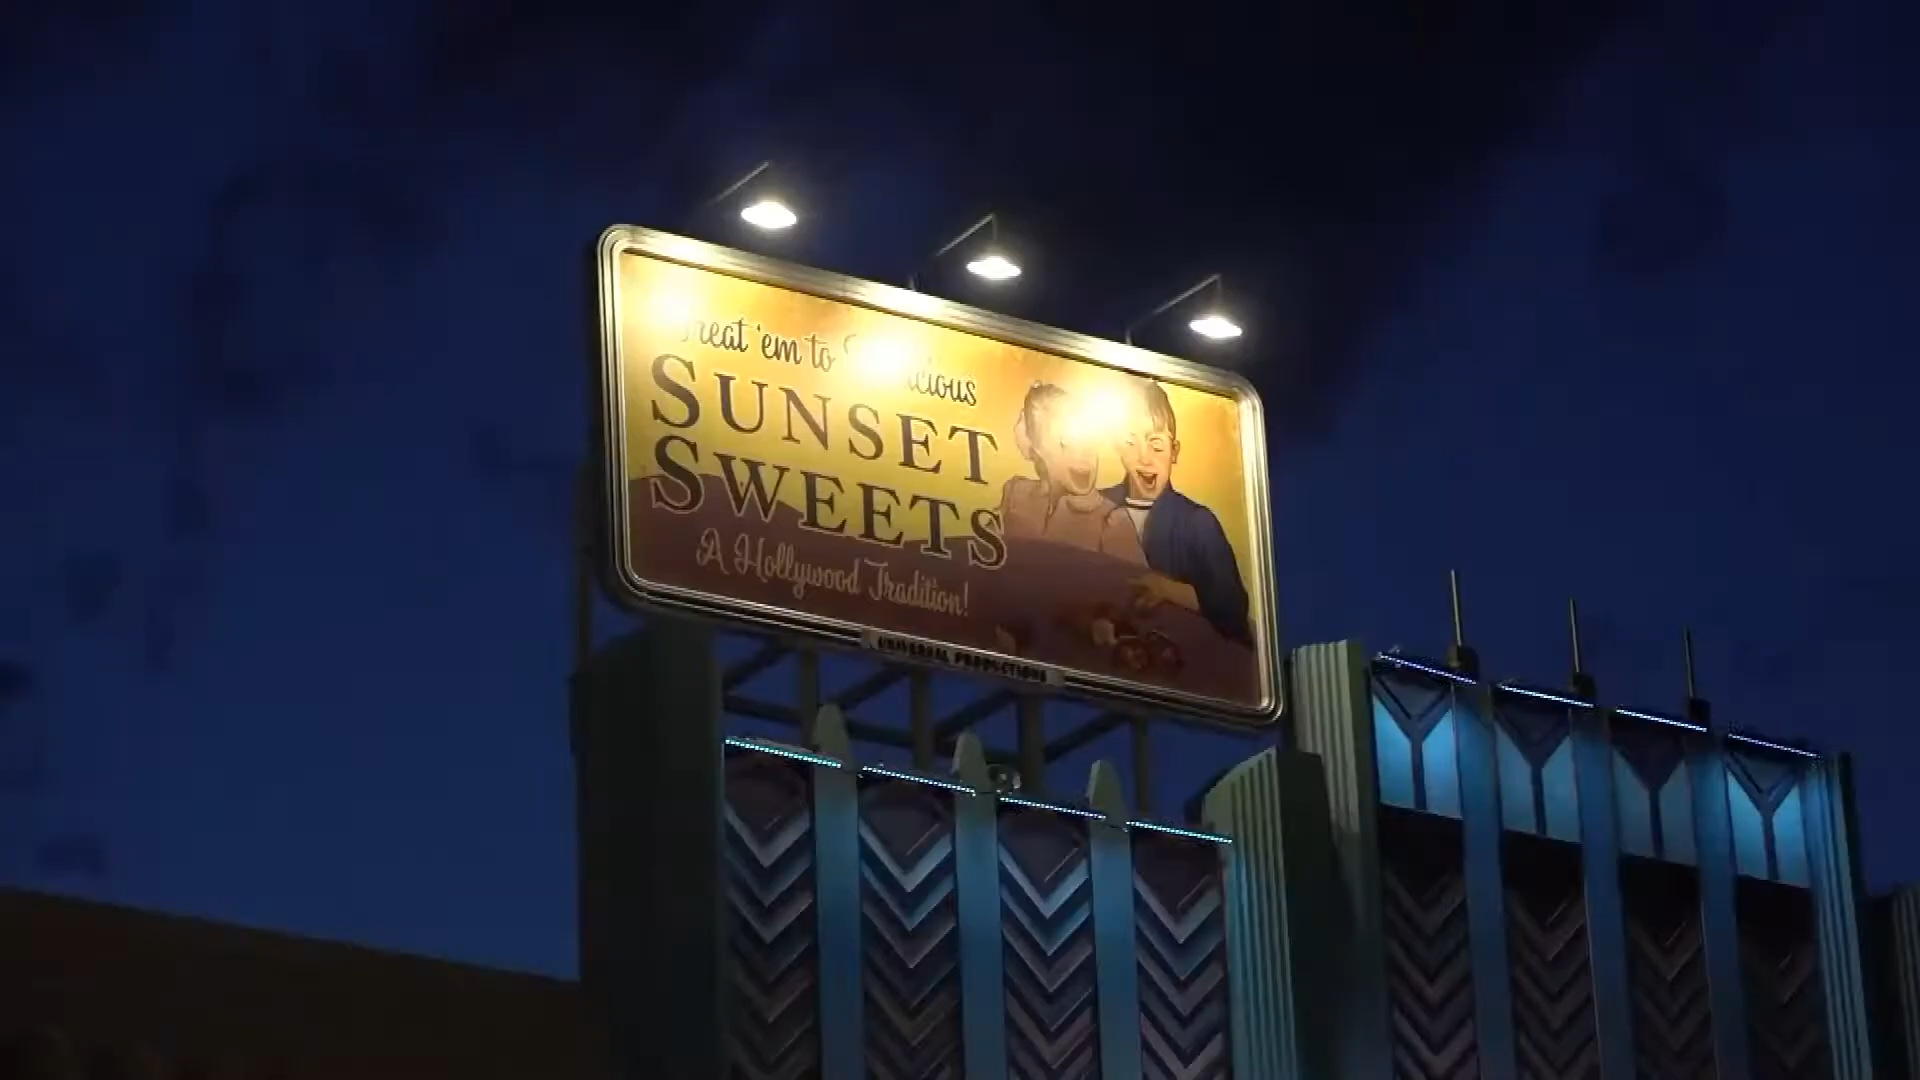 'em to
SUNSET
SWEETS
A Hollywood Tradition!
UNIVERSAL PRODUCTIONS